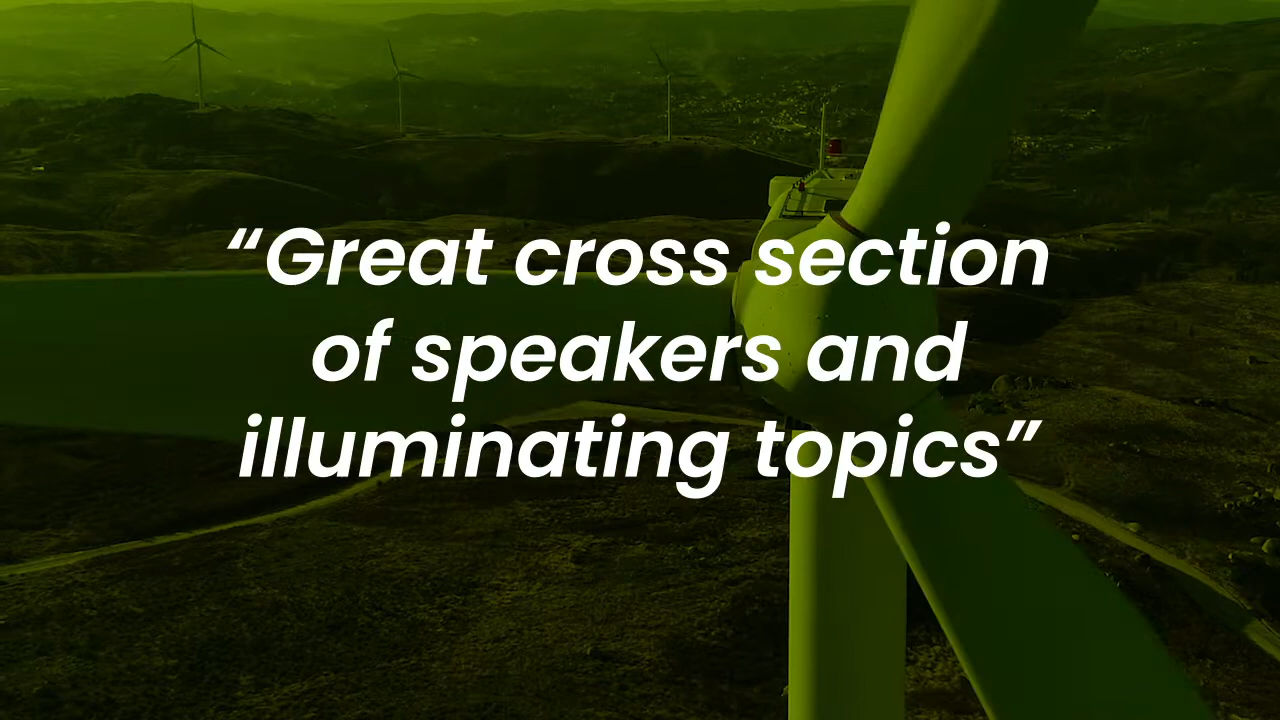 “Great cross section
of speakers and
illuminating topics”